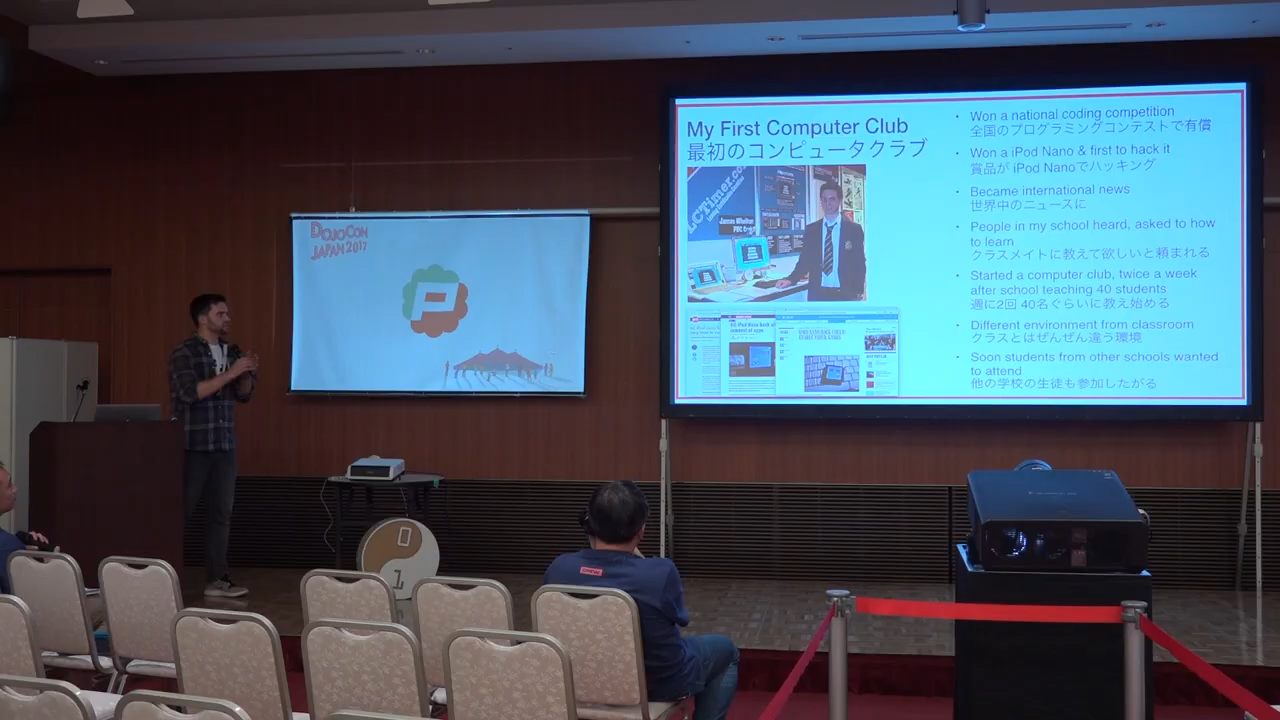 DOJOCON
JAPAN 2017
P
0
1
My First Computer Club
最初のコンピュータクラブ
James Whelton
• Won a national coding competition
全国のプログラミングコンテストで有償
• Won a iPod Nano & first to hack it
賞品が iPod Nanoでハッキング
• Became international news
世界中のニュースに
• People in my school heard, asked to how
to learn
クラスメイトに教えて欲しいと頼まれる
• Started a computer club, twice a week
after school teaching 40 students
週に2回 40名ぐらいに教え始める
• Different environment from classroom
クラスとはぜんぜん違う環境
• Soon students from other schools wanted
to attend
他の学校の生徒も参加したがる